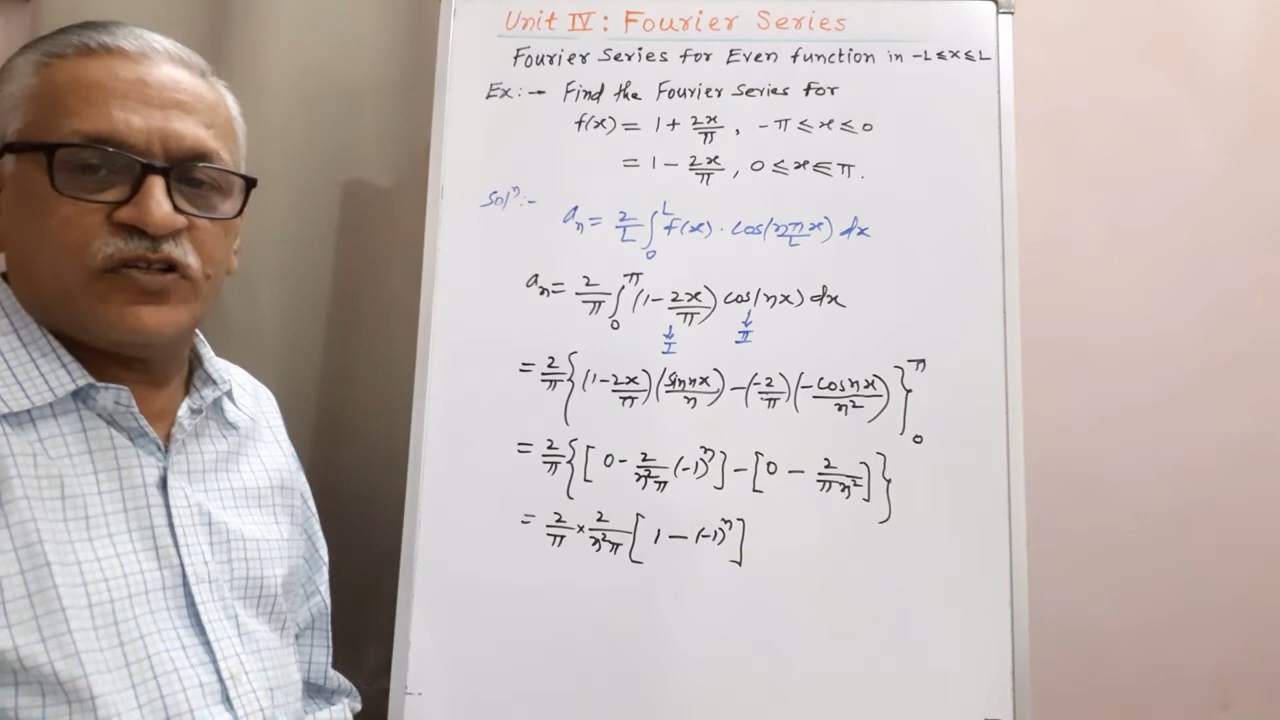 Unit IV: Fourier Series
Fourier Series for Even function in -L≤x≤L
Ex:- Find the Fourier Series For
f(x) = 1 + 2x/π, -π ≤ x ≤ 0
= 1 - 2x/π, 0 ≤ x ≤ π.
Solⁿ:- aₙ = 2/L ∫₀ᴸ f(x) · cos(nπx/L) dx
aₙ = 2/π ∫₀^π (1 - 2x/π) cos(nx) dx
↓ I ↓ II
= 2/π {(1 - 2x/π)(sin nx/n) - (-2/π)(-cos nx/n²)}₀^π
= 2/π {[0 - 2/n²π (-1)ⁿ] - [0 - 2/πn²]}
= 2/π × 2/n²π [1 - (-1)ⁿ]